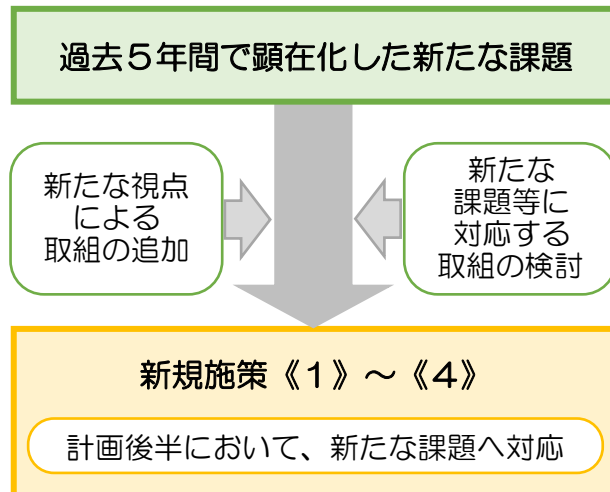 過去５年間で顕在化した新たな課題
新たな視点
による
取組の追加
新たな
課題等に
対応する
取組の検討
新規施策《１》～《４》
計画後半において、新たな課題へ対応